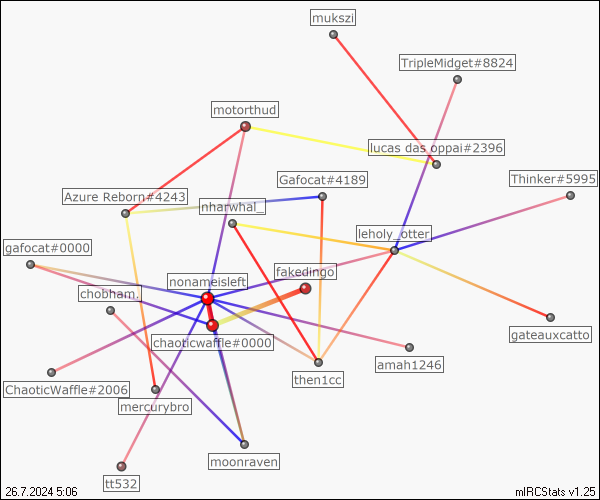 mukszi
TripleMidget#8824
motorthud
lucas das oppai#2396
Gafocat#4189
Thinker#5995
Azure Reborn#4243
nharwhal_
leholy_otter
gafocat#0000
fakedingo
nonameisleft
chobham.
chaoticwaffle#0000
gateauxcatto
amah1246
then1cc
ChaoticWaffle#2006
mercurybro
moonraven
tt532
26.7.2024 5:06
mIRCStats v1.25